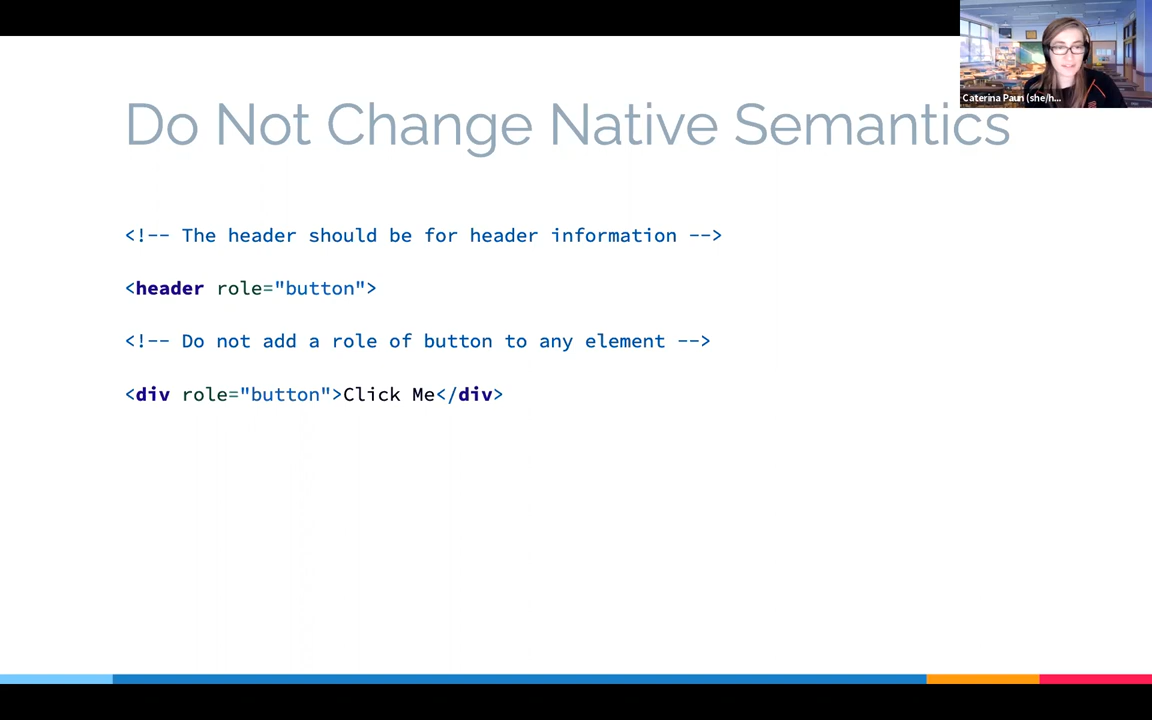 Caterina Paun (she/h...
Do Not Change Native Semantics
<!-- The header should be for header information -->
<header role="button">
<!-- Do not add a role of button to any element -->
<div role="button">Click Me</div>